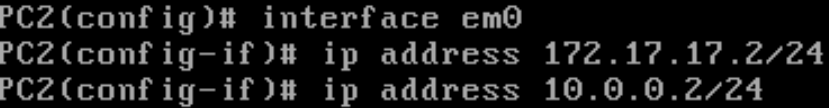 PC2(config)# interface em0
PC2(config-if)# ip address 172.17.17.2/24
PC2(config-if)# ip address 10.0.0.2/24